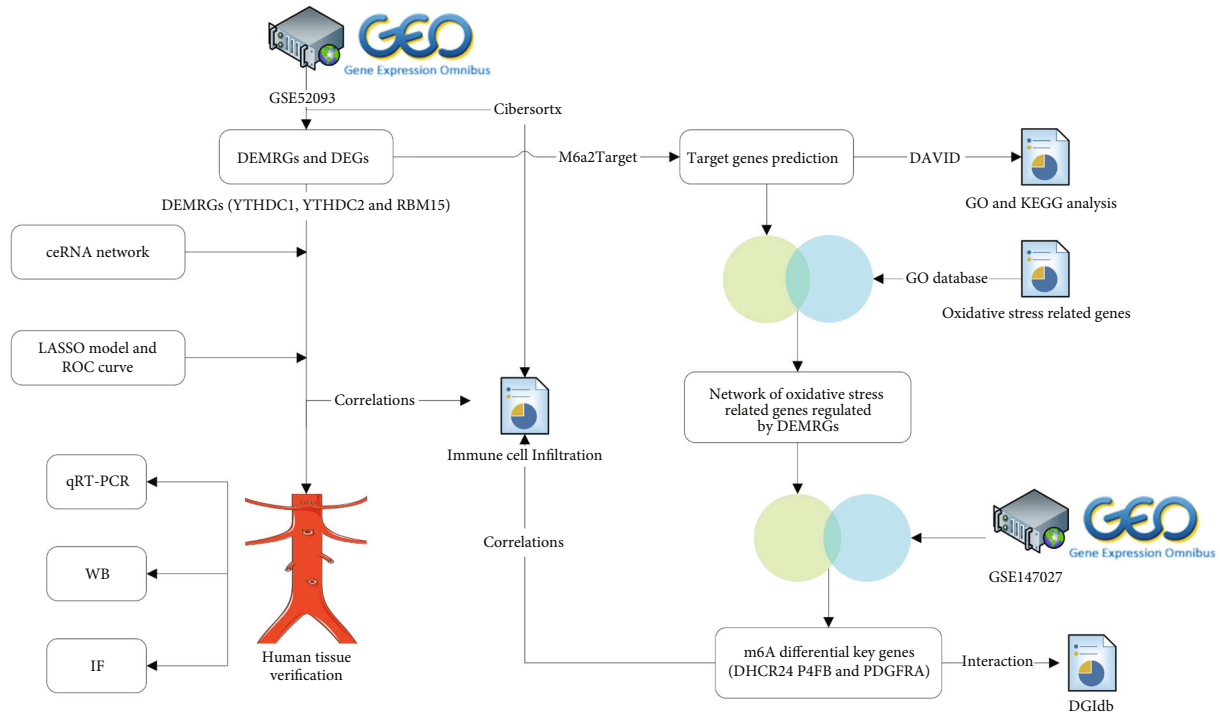 GEO
Gene Expression Omnibus
GSE52093
Cibersortx
DEMRGs and DEGs
M6a2Target
Target genes prediction
DAVID
GO and KEGG analysis
DEMRGs (YTHDC1, YTHDC2 and RBM15)
ceRNA network
GO database
Oxidative stress related genes
LASSO model and
ROC curve
Correlations
Immune cell Infiltration
Network of oxidative stress
related genes regulated
by DEMRGs
qRT-PCR
WB
IF
Human tissue
verification
Correlations
GEO
Gene Expression Omnibus
GSE147027
m6A differential key genes
(DHCR24 P4FB and PDGFRA)
Interaction
DGIdb